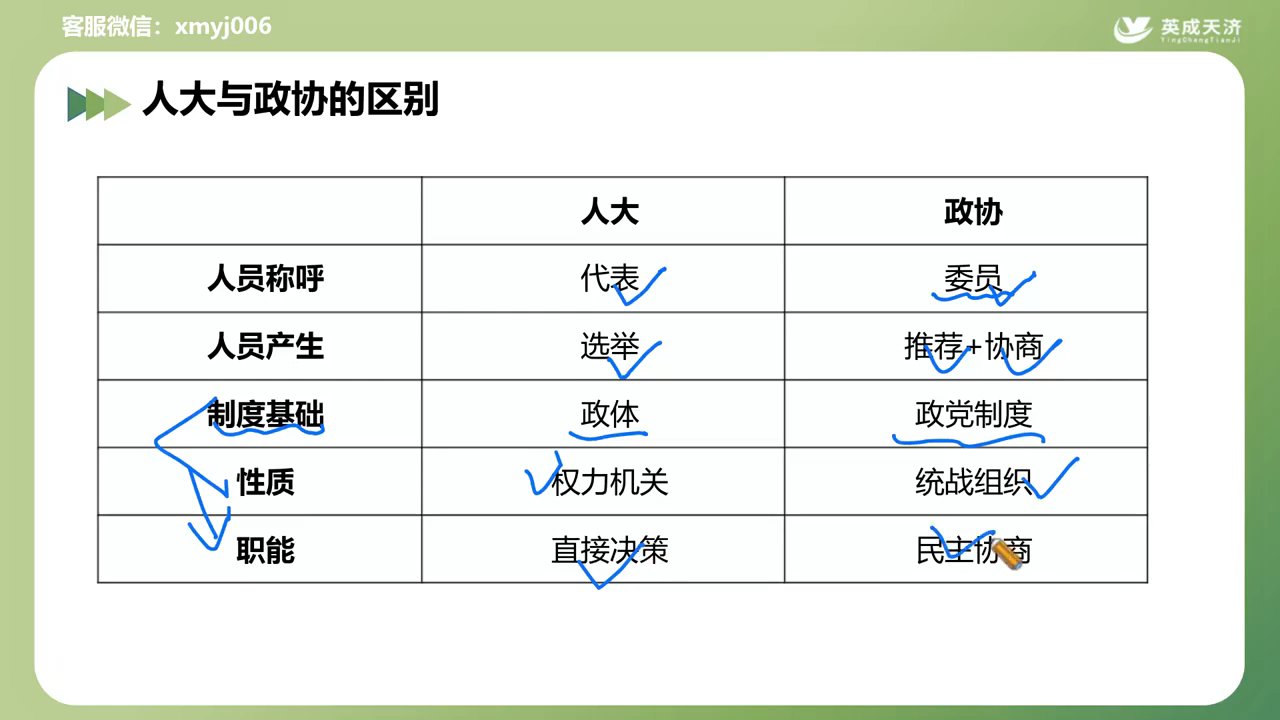 客服微信：xmyj006
英成天济
YingChengTianJi
人大与政协的区别
人大 政协
人员称呼 代表 委员
人员产生 选举 推荐+协商
制度基础 政体 政党制度
性质 权力机关 统战组织
职能 直接决策 民主协商